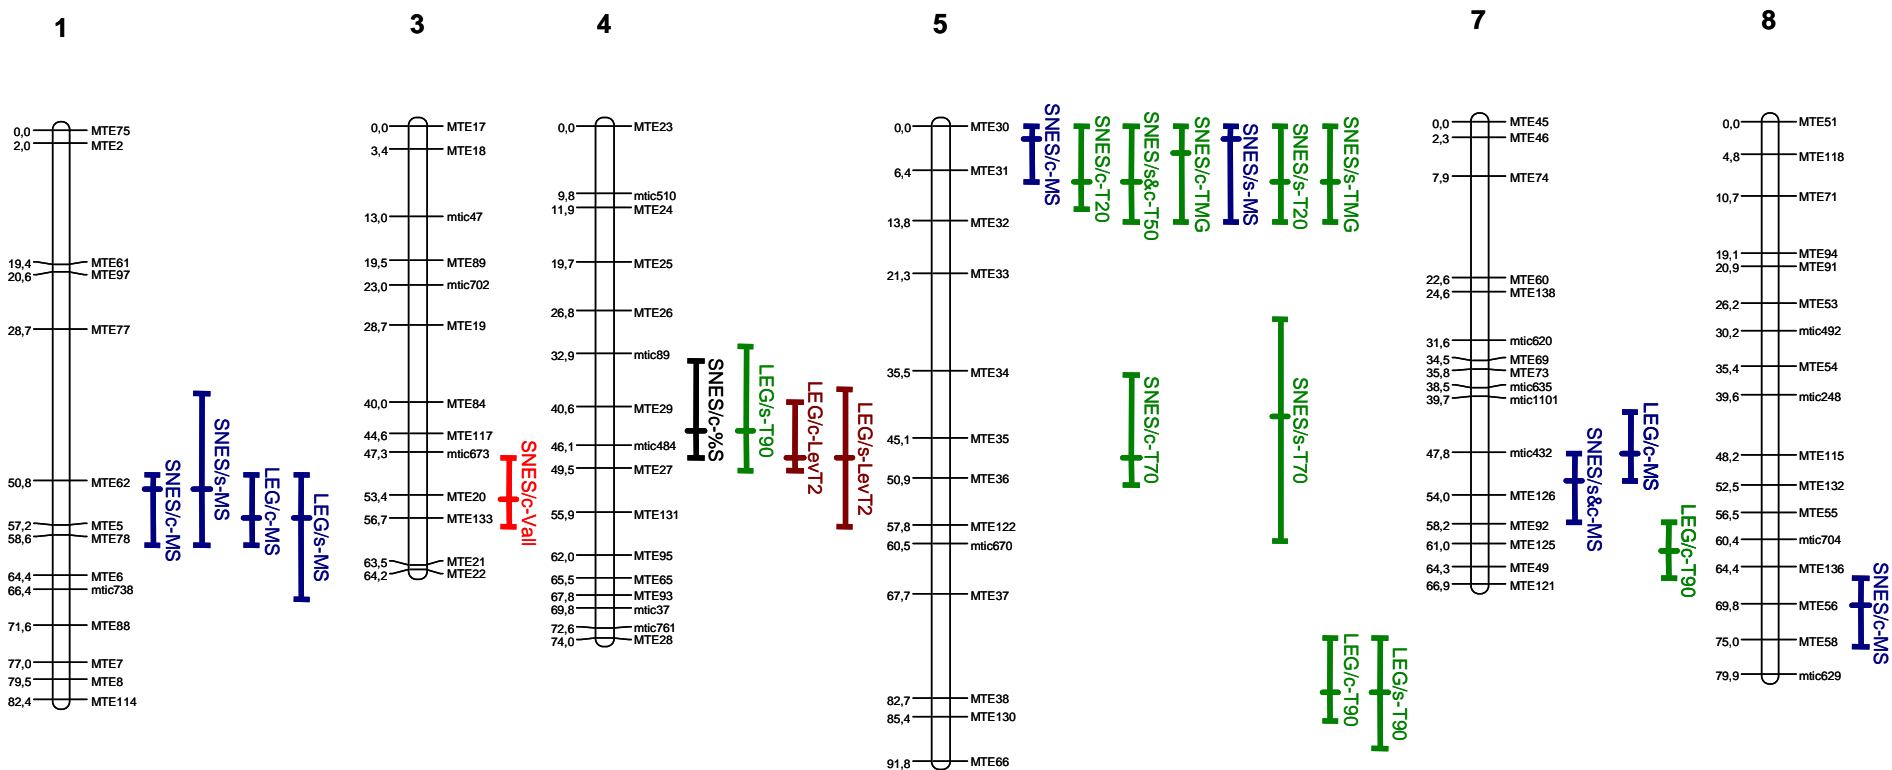 1
0,0 MTE75
2,0 MTE2
19,4 MTE61
20,6 MTE97
28,7 MTE77
50,8 MTE62
57,2 MTE5
58,6 MTE78
64,4 MTE6
66,4 mtic738
71,6 MTE88
77,0 MTE7
79,5 MTE8
82,4 MTE114
SNES/c-MS
SNES/s-MS
LEG/c-MS
LEG/s-MS
3
0,0 MTE17
3,4 MTE18
13,0 mtic47
19,5 MTE89
23,0 mtic702
28,7 MTE19
40,0 MTE84
44,6 MTE117
47,3 mtic673
53,4 MTE20
56,7 MTE133
63,5 MTE21
64,2 MTE22
SNES/c-Vall
4
0,0 MTE23
9,8 mtic510
11,9 MTE24
19,7 MTE25
26,8 MTE26
32,9 mtic89
40,6 MTE29
46,1 mtic484
49,5 MTE27
55,9 MTE131
62,0 MTE95
65,5 MTE65
67,8 MTE93
69,8 mtic37
72,6 mtic761
74,0 MTE28
SNES/c-%S
LEG/s-T90
LEG/c-LevT2
LEG/s-LevT2
5
0,0 MTE30
6,4 MTE31
13,8 MTE32
21,3 MTE33
35,5 MTE34
45,1 MTE35
50,9 MTE36
57,8 MTE122
60,5 mtic670
67,7 MTE37
82,7 MTE38
85,4 MTE130
91,8 MTE66
SNES/c-MS
SNES/c-T20
SNES/s&c-T50
SNES/c-TMG
SNES/s-MS
SNES/s-T20
SNES/s-TMG
SNES/c-T70
SNES/s-T70
LEG/c-T90
LEG/s-T90
7
0,0 MTE45
2,3 MTE46
7,9 MTE74
22,6 MTE60
24,6 MTE138
31,6 mtic620
34,5 MTE69
35,8 MTE73
38,5 mtic635
39,7 mtic1101
47,8 mtic432
54,0 MTE126
58,2 MTE92
61,0 MTE125
64,3 MTE49
66,9 MTE121
SNES/s&c-MS
LEG/c-MS
LEG/c-T90
8
0,0 MTE51
4,8 MTE118
10,7 MTE71
19,1 MTE94
20,9 MTE91
26,2 MTE53
30,2 mtic492
35,4 MTE54
39,6 mtic248
48,2 MTE115
52,5 MTE132
56,5 MTE55
60,4 mtic704
64,4 MTE136
69,8 MTE56
75,0 MTE58
79,9 mtic629
SNES/c-MS